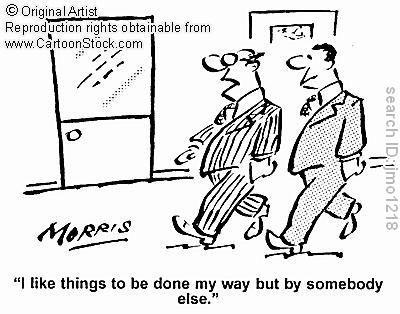 © Original Artist
Reproduction rights obtainable from
www.CartoonStock.com
search ID: jmo1218
MORRIS
"I like things to be done my way but by somebody
else."